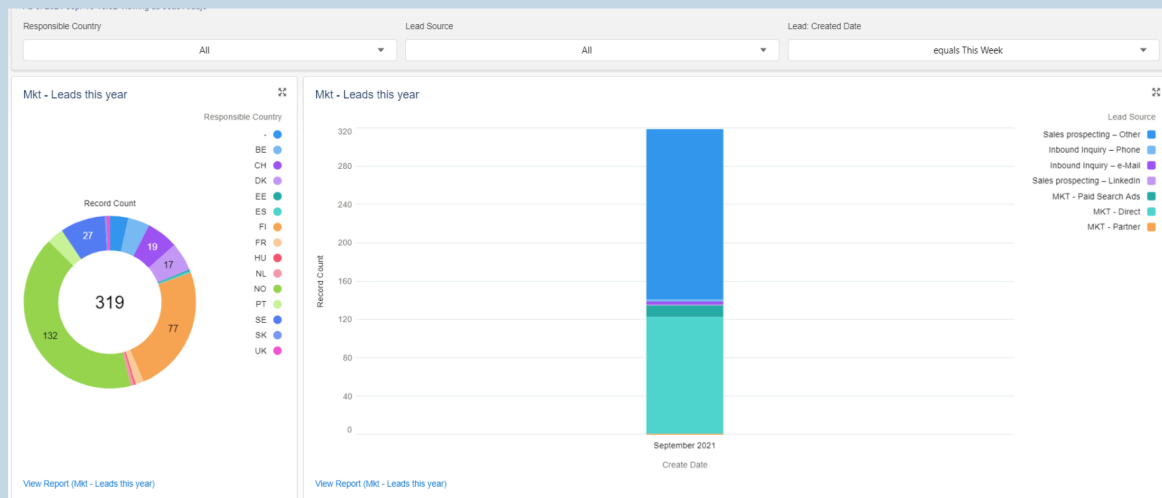 Responsible Country
Lead Source
Lead: Created Date
All
All
equals This Week
Mkt - Leads this year
Responsible Country
-
BE
CH
DK
EE
ES
FI
FR
HU
NL
NO
PT
SE
SK
UK
Record Count
27
19
17
319
132
77
View Report (Mkt - Leads this year)
Mkt - Leads this year
Lead Source
Sales prospecting – Other
Inbound Inquiry – Phone
Inbound Inquiry – e-Mail
Sales prospecting – LinkedIn
MKT - Paid Search Ads
MKT - Direct
MKT - Partner
Record Count
320
280
240
200
160
120
80
40
0
September 2021
Create Date
View Report (Mkt - Leads this year)